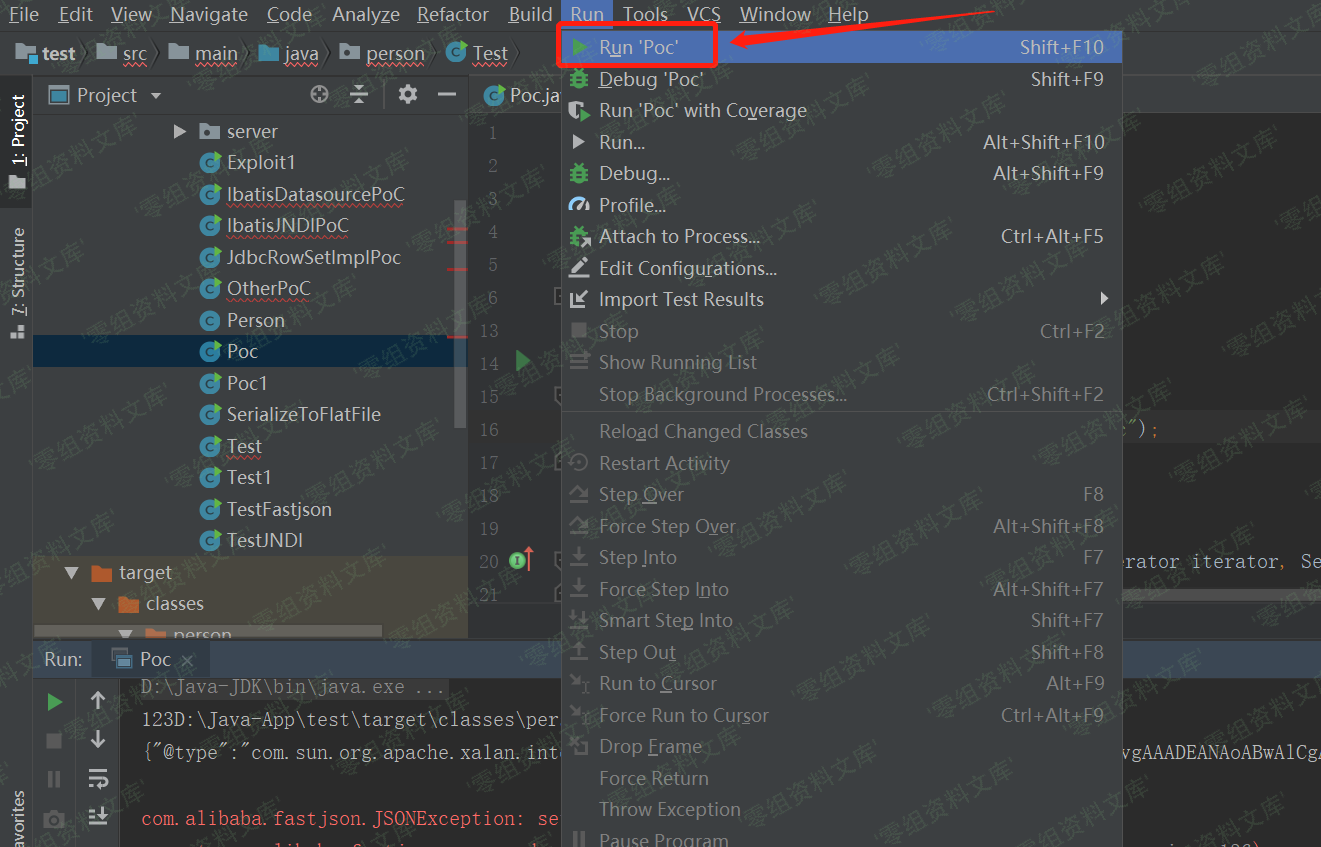 File Edit View Navigate Code Analyze Refactor Build Run Tools VCS Window Help
test src main java person Test
Project
Poc.ja
1: Project
7: Structure
server
Exploit1
IbatisDatasourcePoC
IbatisJNDIPoC
JdbcRowSetImplPoc
OtherPoC
Person
Poc
Poc1
SerializeToFlatFile
Test
Test1
TestFastjson
TestJNDI
target
classes
person
1
2
3
4
5
6
13
14
15
16
17
18
19
20
21
Run 'Poc' Shift+F10
Debug 'Poc' Shift+F9
Run 'Poc' with Coverage
Run... Alt+Shift+F10
Debug... Alt+Shift+F9
Profile...
Attach to Process... Ctrl+Alt+F5
Edit Configurations...
Import Test Results
Stop Ctrl+F2
Show Running List
Stop Background Processes... Ctrl+Shift+F2
Reload Changed Classes
Restart Activity
Step Over F8
Force Step Over Alt+Shift+F8
Step Into F7
Force Step Into Alt+Shift+F7
Smart Step Into Shift+F7
Step Out Shift+F8
Run to Cursor Alt+F9
Force Run to Cursor Ctrl+Alt+F9
Drop Frame
Force Return
Throw Exception
Pause Program
");
erator iterator, Se
Run: Poc
D:\Java-JDK\bin\java.exe ...
123D:\Java-App\test\target\classes\per
{"@type":"com.sun.org.apache.xalan.inte vgAAADEANAoABwAlCgA
com.alibaba.fastjson.JSONException: se
avorites
'零组资料文库'